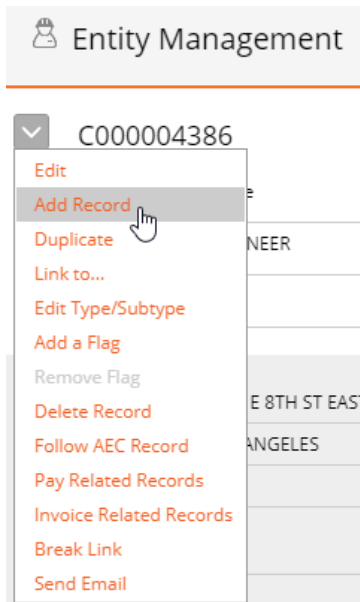 Entity Management
C000004386
Edit
Add Record
Duplicate
NEER
Link to...
Edit Type/Subtype
Add a Flag
Remove Flag
Delete Record
E 8TH ST EAST
Follow AEC Record
ANGELES
Pay Related Records
Invoice Related Records
Break Link
Send Email